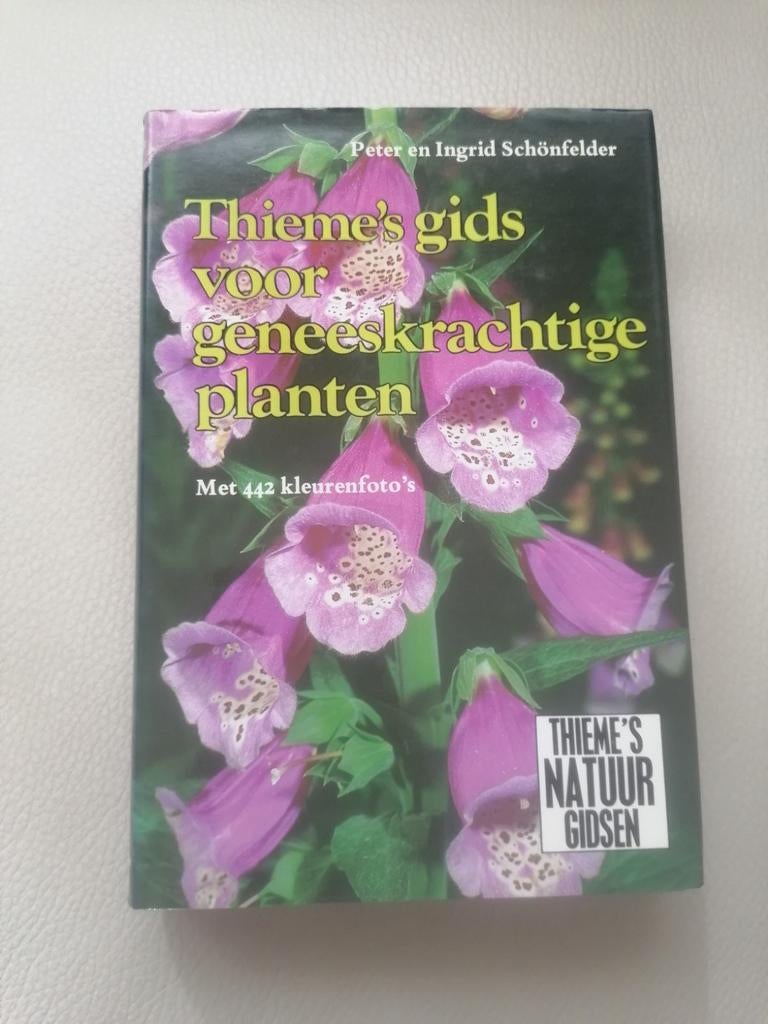 Peter en Ingrid Schönfelder
Thieme's gids
voor
geneeskrachtige
planten
Met 442 kleurenfoto's
THIEME'S
NATUUR
GIDSEN